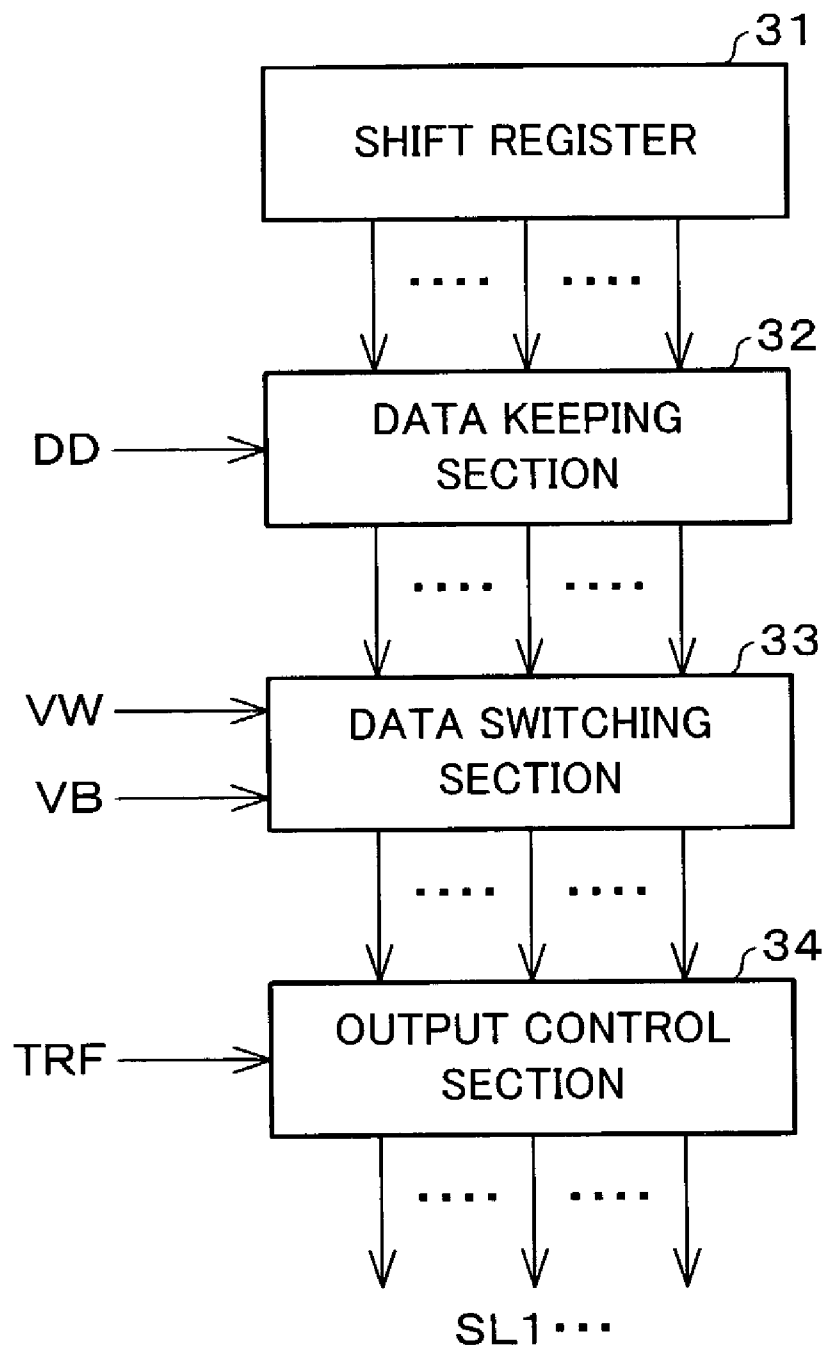 31
SHIFT REGISTER
.... ....
32
DD
DATA KEEPING
SECTION
.... ....
33
VW
DATA SWITCHING
VB
SECTION
.... ....
34
TRF
OUTPUT CONTROL
SECTION
.... ....
SL1...